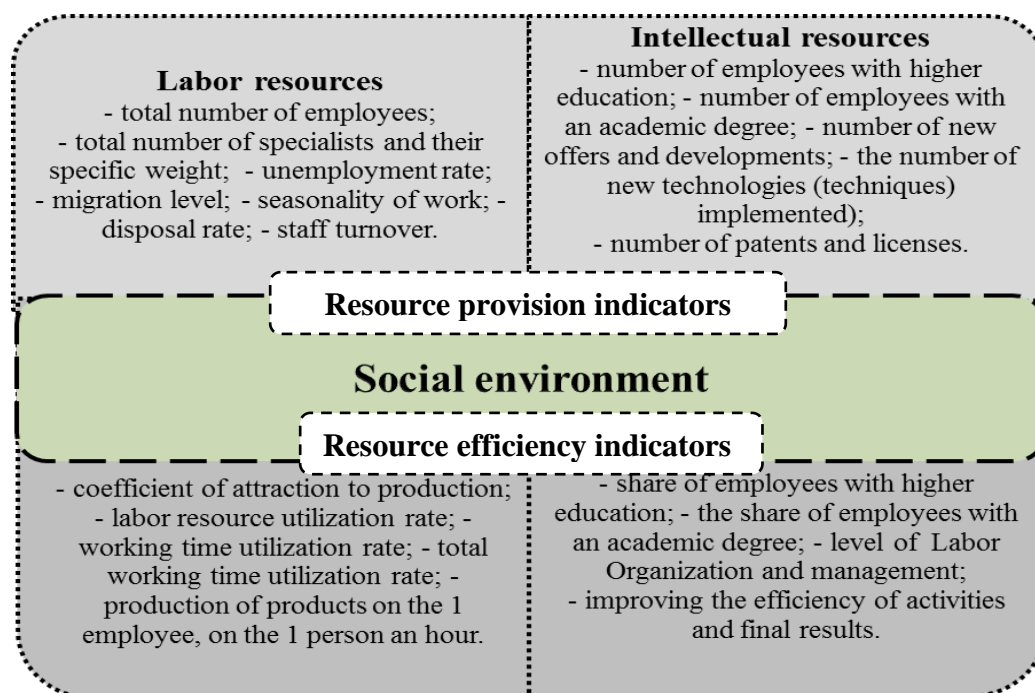 Labor resources
- total number of employees;
- total number of specialists and their
specific weight;  - unemployment rate;
- migration level;  - seasonality of work; -
disposal rate; - staff turnover.
Intellectual resources
- number of employees with higher
education; - number of employees with
an academic degree; - number of new
offers and developments; - the number of
new technologies (techniques)
implemented);
- number of patents and licenses.
Resource provision indicators
Social environment
Resource efficiency indicators
- coefficient of attraction to production;
- labor resource utilization rate; -
working time utilization rate; - total
working time utilization rate; -
production of products on the 1
employee, on the 1 person an hour.
- share of employees with higher
education; - the share of employees with
an academic degree; - level of  Labor
Organization and management;
- improving the efficiency of activities
and final results.